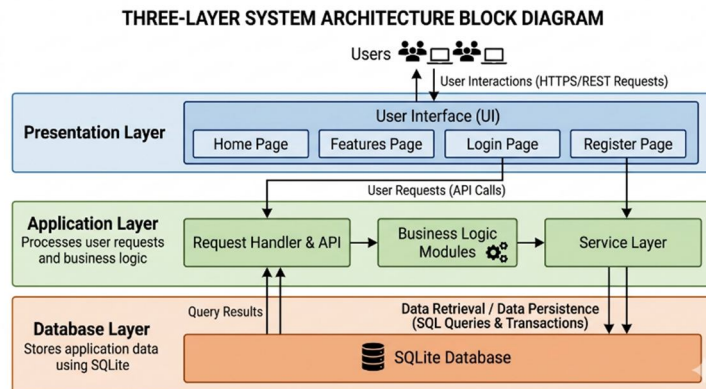 THREE-LAYER SYSTEM ARCHITECTURE BLOCK DIAGRAM
Users
User Interactions (HTTPS/REST Requests)
Presentation Layer
User Interface (UI)
Home Page
Features Page
Login Page
Register Page
User Requests (API Calls)
Application Layer
Processes user requests
and business logic
Request Handler & API
Business Logic
Modules
Service Layer
Query Results
Data Retrieval / Data Persistence
(SQL Queries & Transactions)
Database Layer
Stores application data
using SQLite
SQLite Database